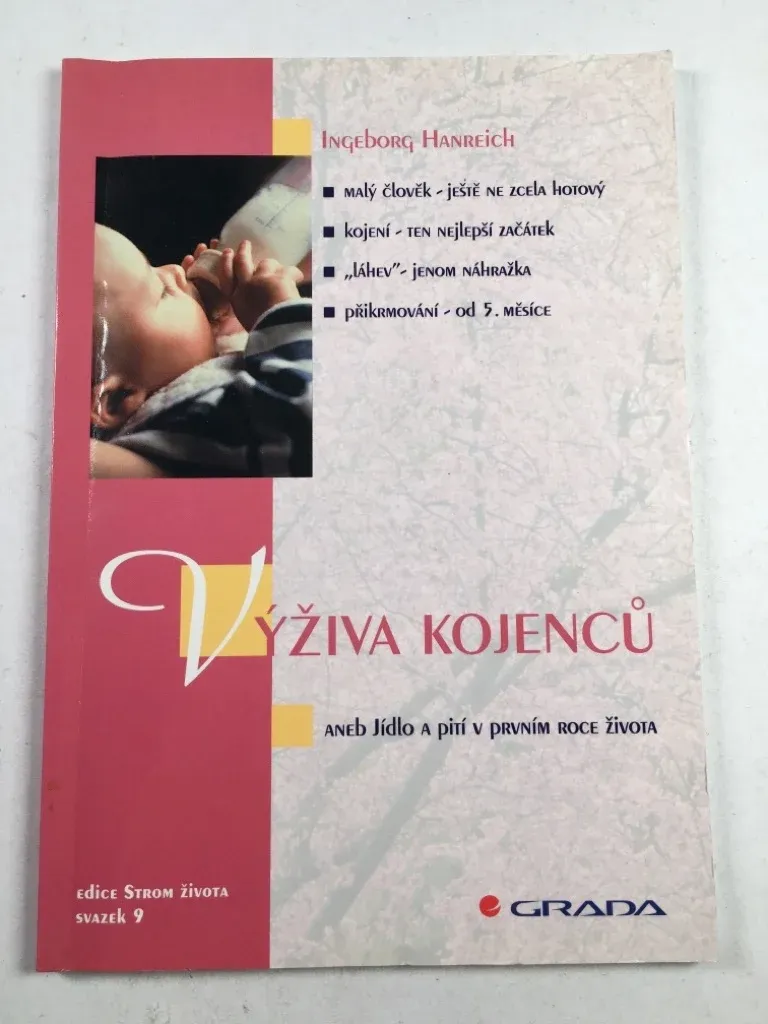 Ingeborg Hanreich
■ malý člověk - ještě ne zcela hotový
■ kojení - ten nejlepší začátek
■ „láhev”- jenom náhražka
■ přikrmování - od 5. měsíce
Výživa kojenců
aneb Jídlo a pití v prvním roce života
edice Strom života
svazek 9
GRADA